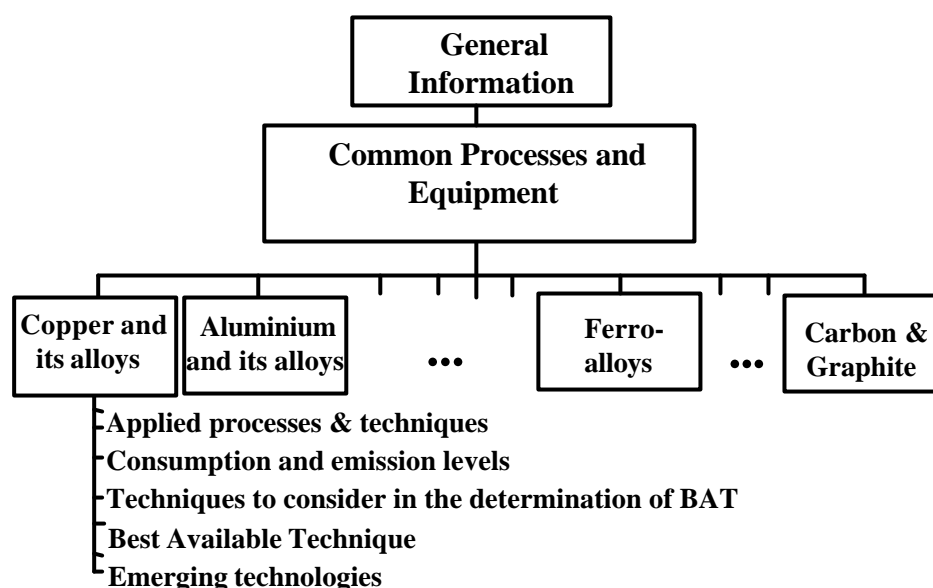 General
Information
Common Processes and
Equipment
Copper and
its alloys
Aluminium
and its alloys
•••
Ferro-
alloys
•••
Carbon &
Graphite
Applied processes & techniques
Consumption and emission levels
Techniques to consider in the determination of BAT
Best Available Technique
Emerging technologies